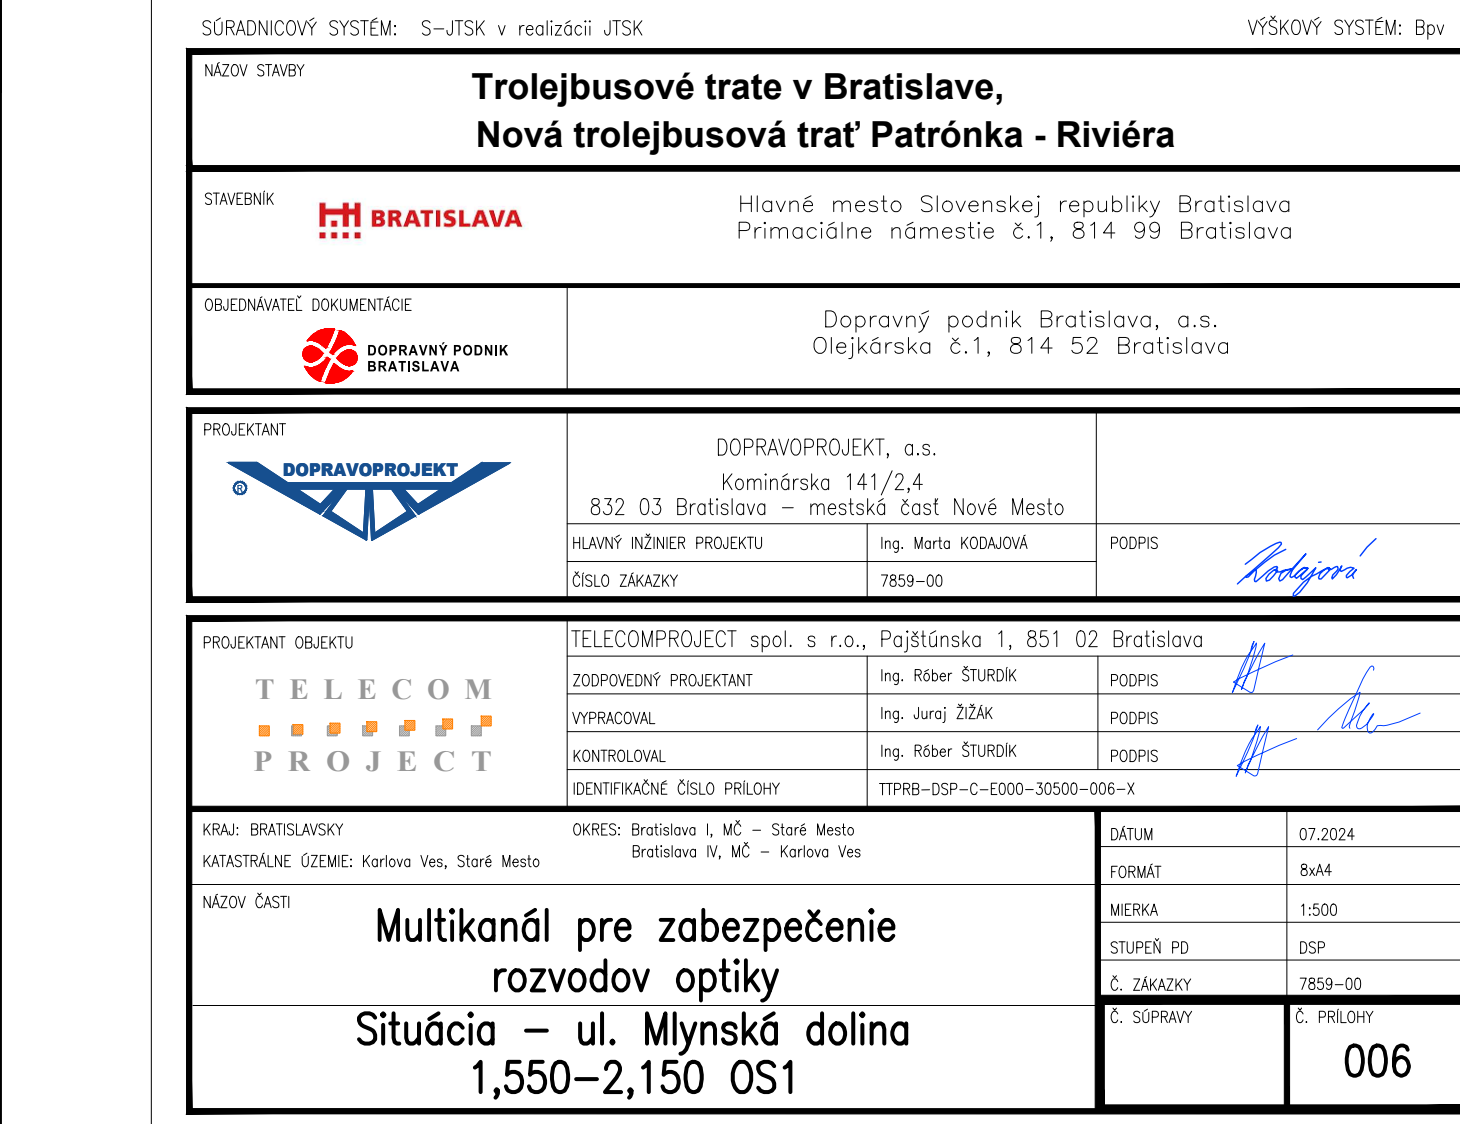 SÚRADNICOVÝ SYSTÉM: S-JTSK v realizácii JTSK
VÝŠKOVÝ SYSTÉM: Bpv
NÁZOV STAVBY
Trolejbusové trate v Bratislave,
Nová trolejbusová trať Patrónka - Riviéra
STAVEBNÍK
BRATISLAVA
Hlavné mesto Slovenskej republiky Bratislava
Primaciálne námestie č.1, 814 99 Bratislava
OBJEDNÁVATEĽ DOKUMENTÁCIE
DOPRAVNÝ PODNIK
BRATISLAVA
Dopravný podnik Bratislava, a.s.
Olejkárska č.1, 814 52 Bratislava
PROJEKTANT
DOPRAVOPROJEKT
®
DOPRAVOPROJEKT, a.s.
Kominárska 141/2,4
832 03 Bratislava – mestská časť Nové Mesto
HLAVNÝ INŽINIER PROJEKTU Ing. Marta KODAJOVÁ PODPIS Kodajová
ČÍSLO ZÁKAZKY 7859-00
PROJEKTANT OBJEKTU
TELECOM
PROJECT
TELECOMPROJECT spol. s r.o., Pajštúnska 1, 851 02 Bratislava
ZODPOVEDNÝ PROJEKTANT Ing. Róber ŠTURDÍK PODPIS
VYPRACOVAL Ing. Juraj ŽIŽÁK PODPIS
KONTROLOVAL Ing. Róber ŠTURDÍK PODPIS
IDENTIFIKAČNÉ ČÍSLO PRÍLOHY TTPRB-DSP-C-E000-30500-006-X
KRAJ: BRATISLAVSKY
OKRES: Bratislava I, MČ – Staré Mesto
Bratislava IV, MČ – Karlova Ves
KATASTRÁLNE ÚZEMIE: Karlova Ves, Staré Mesto
DÁTUM 07.2024
FORMÁT 8xA4
MIERKA 1:500
STUPEŇ PD DSP
Č. ZÁKAZKY 7859-00
NÁZOV ČASTI
Multikanál pre zabezpečenie
rozvodov optiky
Situácia – ul. Mlynská dolina
1,550–2,150 OS1
Č. SÚPRAVY
Č. PRÍLOHY
006